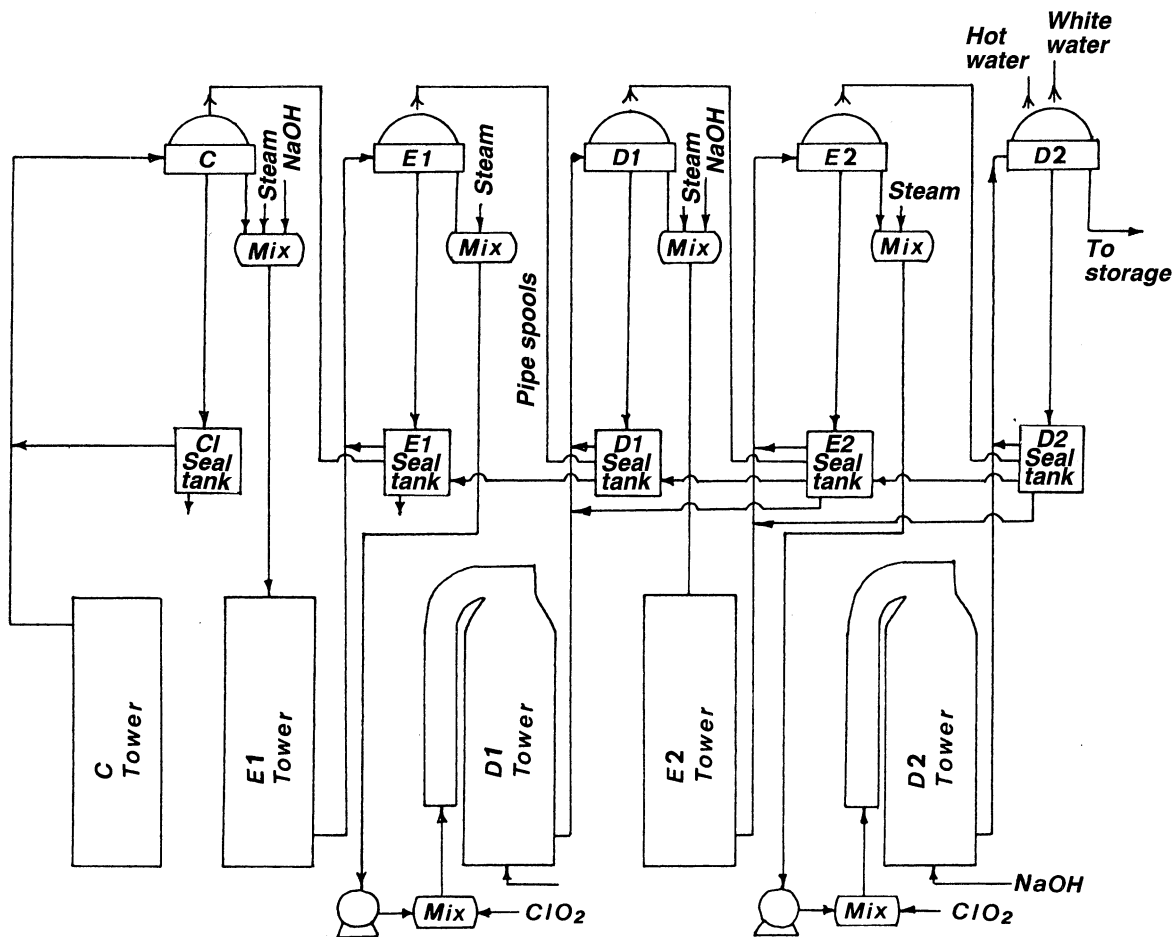 Hot
water
White
water
C
Steam
NaOH
E1
Steam
D1
Steam
NaOH
E2
Steam
D2
Mix
Mix
Mix
Mix
To
storage
Pipe spools
Cl
Seal
tank
E1
Seal
tank
D1
Seal
tank
E2
Seal
tank
D2
Seal
tank
C
Tower
E1
Tower
D1
Tower
E2
Tower
D2
Tower
NaOH
Mix
ClO2
Mix
ClO2